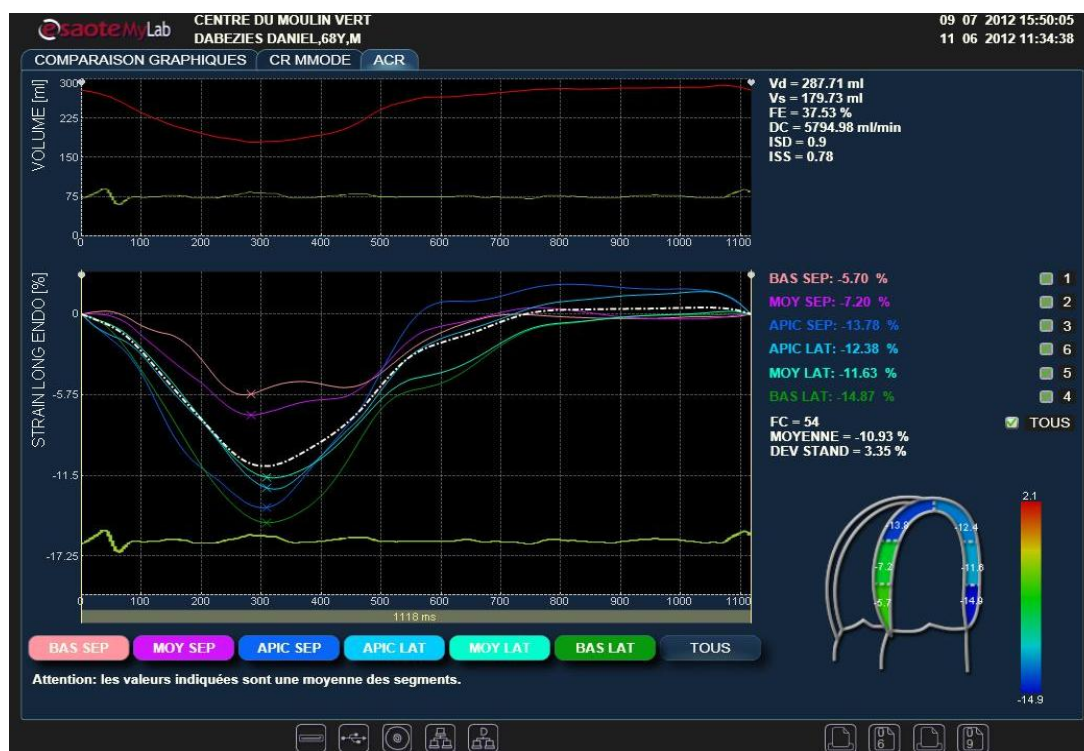 esaote MyLab
CENTRE DU MOULIN VERT
DABEZIES DANIEL,68Y,M
09 07 2012 15:50:05
11 06 2012 11:34:38
COMPARAISON GRAPHIQUES CR MMODE ACR
VOLUME [ml]
300
225
150
75
0
0 100 200 300 400 500 600 700 800 900 1000 1100
Vd = 287.71 ml
Vs = 179.73 ml
FE = 37.53 %
DC = 5794.98 ml/min
ISD = 0.9
ISS = 0.78
STRAIN LONG ENDO [%]
0
-5.75
-11.5
-17.25
0 100 200 300 400 500 600 700 800 900 1000 1100
1118 ms
BAS SEP: -5.70 % 1
MOY SEP: -7.20 % 2
APIC SEP: -13.78 % 3
APIC LAT: -12.38 % 6
MOY LAT: -11.63 % 5
BAS LAT: -14.87 % 4
FC = 54 TOUS
MOYENNE = -10.93 %
DEV STAND = 3.35 %
2.1
-13.8 -12.4
-7.2 -11.6
-5.7 -14.9
-14.9
BAS SEP MOY SEP APIC SEP APIC LAT MOY LAT BAS LAT TOUS
Attention: les valeurs indiquées sont une moyenne des segments.
D
6 9